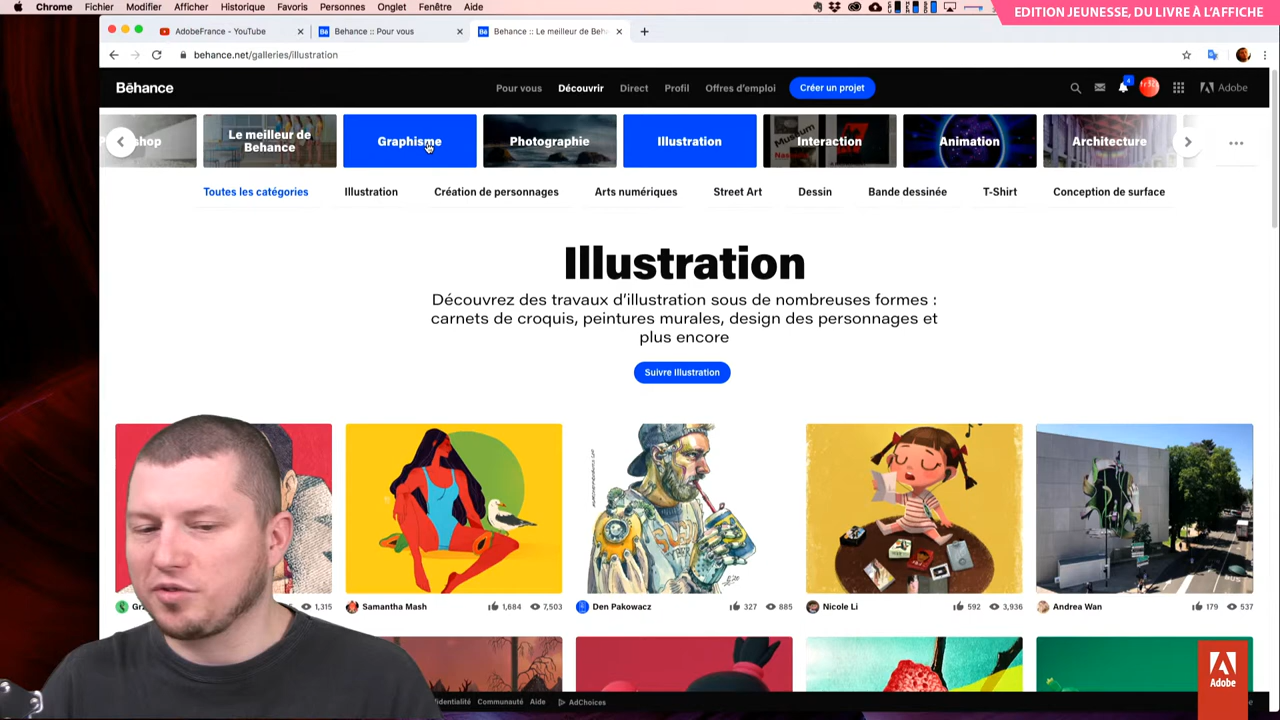 Chrome Fichier Modifier Afficher Historique Favoris Personnes Onglet Fenêtre Aide
EDITION JEUNESSE, DU LIVRE À L'AFFICHE
AdobeFrance - YouTube
Behance :: Pour vous
Behance :: Le meilleur de Beh
behance.net/galleries/illustration
Bēhance
Pour vous Découvrir Direct Profil Offres d'emploi Créer un projet
4
Adobe
shop
Le meilleur de
Behance
Graphisme
Photographie
Illustration
Interaction
Animation
Architecture
Toutes les catégories Illustration Création de personnages Arts numériques Street Art Dessin Bande dessinée T-Shirt Conception de surface
Illustration
Découvrez des travaux d'illustration sous de nombreuses formes :
carnets de croquis, peintures murales, design des personnages et
plus encore
Suivre Illustration
1,315
Samantha Mash 1,684 7,503
Den Pakowacz 327 885
Nicole Li 592 3,936
Andrea Wan 179 537
identialité Communauté Aide AdChoices
Adobe